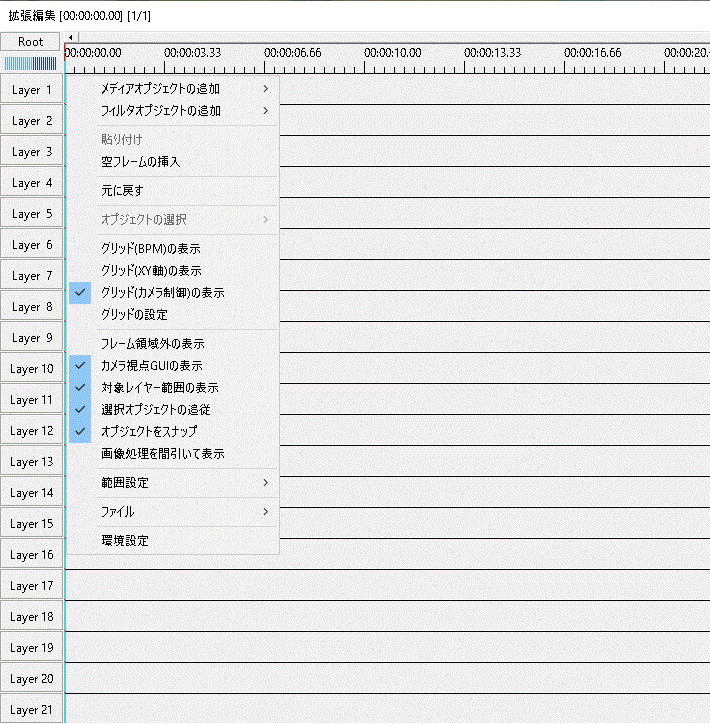 拡張編集 [00:00:00.00] [1/1]
Root
00:00:00.00 00:00:03.33 00:00:06.66 00:00:10.00 00:00:13.33 00:00:16.66 00:00:20.
Layer 1
Layer 2
Layer 3
Layer 4
Layer 5
Layer 6
Layer 7
Layer 8
Layer 9
Layer 10
Layer 11
Layer 12
Layer 13
Layer 14
Layer 15
Layer 16
Layer 17
Layer 18
Layer 19
Layer 20
Layer 21
メディアオブジェクトの追加
フィルタオブジェクトの追加
貼り付け
空フレームの挿入
元に戻す
オブジェクトの選択
グリッド(BPM)の表示
グリッド(XY軸)の表示
グリッド(カメラ制御)の表示
グリッドの設定
フレーム領域外の表示
カメラ視点GUIの表示
対象レイヤー範囲の表示
選択オブジェクトの追従
オブジェクトをスナップ
画像処理を間引いて表示
範囲設定
ファイル
環境設定